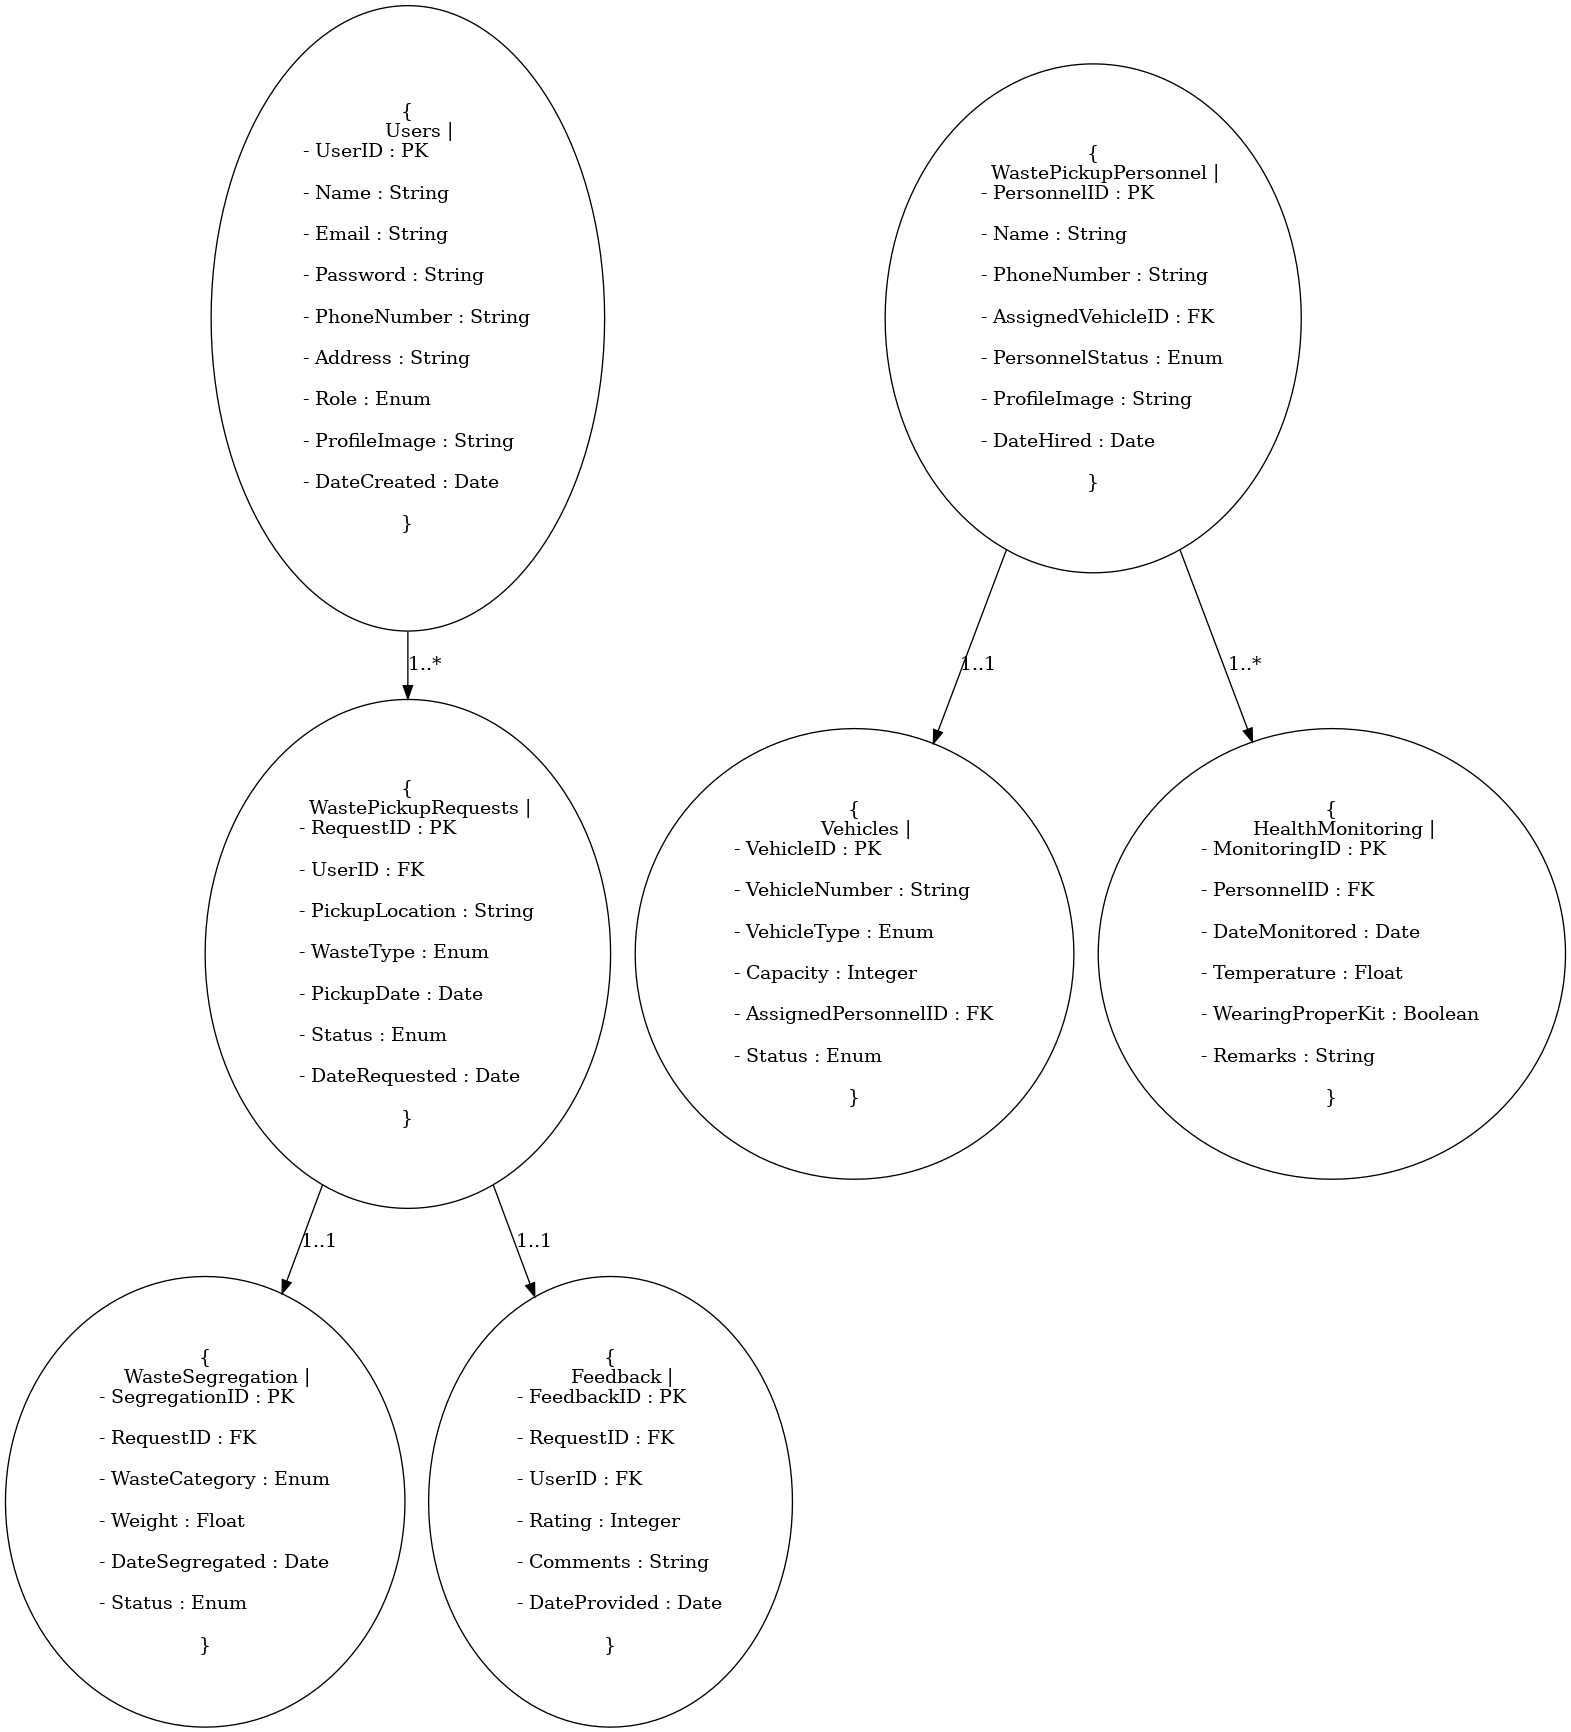 {
Users |
- UserID : PK
- Name : String
- Email : String
- Password : String
- PhoneNumber : String
- Address : String
- Role : Enum
- ProfileImage : String
- DateCreated : Date
}
{
WastePickupPersonnel |
- PersonnelID : PK
- Name : String
- PhoneNumber : String
- AssignedVehicleID : FK
- PersonnelStatus : Enum
- ProfileImage : String
- DateHired : Date
}
1..*
1..1
1..*
{
WastePickupRequests |
- RequestID : PK
- UserID : FK
- PickupLocation : String
- WasteType : Enum
- PickupDate : Date
- Status : Enum
- DateRequested : Date
}
{
Vehicles |
- VehicleID : PK
- VehicleNumber : String
- VehicleType : Enum
- Capacity : Integer
- AssignedPersonnelID : FK
- Status : Enum
}
{
HealthMonitoring |
- MonitoringID : PK
- PersonnelID : FK
- DateMonitored : Date
- Temperature : Float
- WearingProperKit : Boolean
- Remarks : String
}
1..1
1..1
{
WasteSegregation |
- SegregationID : PK
- RequestID : FK
- WasteCategory : Enum
- Weight : Float
- DateSegregated : Date
- Status : Enum
}
{
Feedback |
- FeedbackID : PK
- RequestID : FK
- UserID : FK
- Rating : Integer
- Comments : String
- DateProvided : Date
}